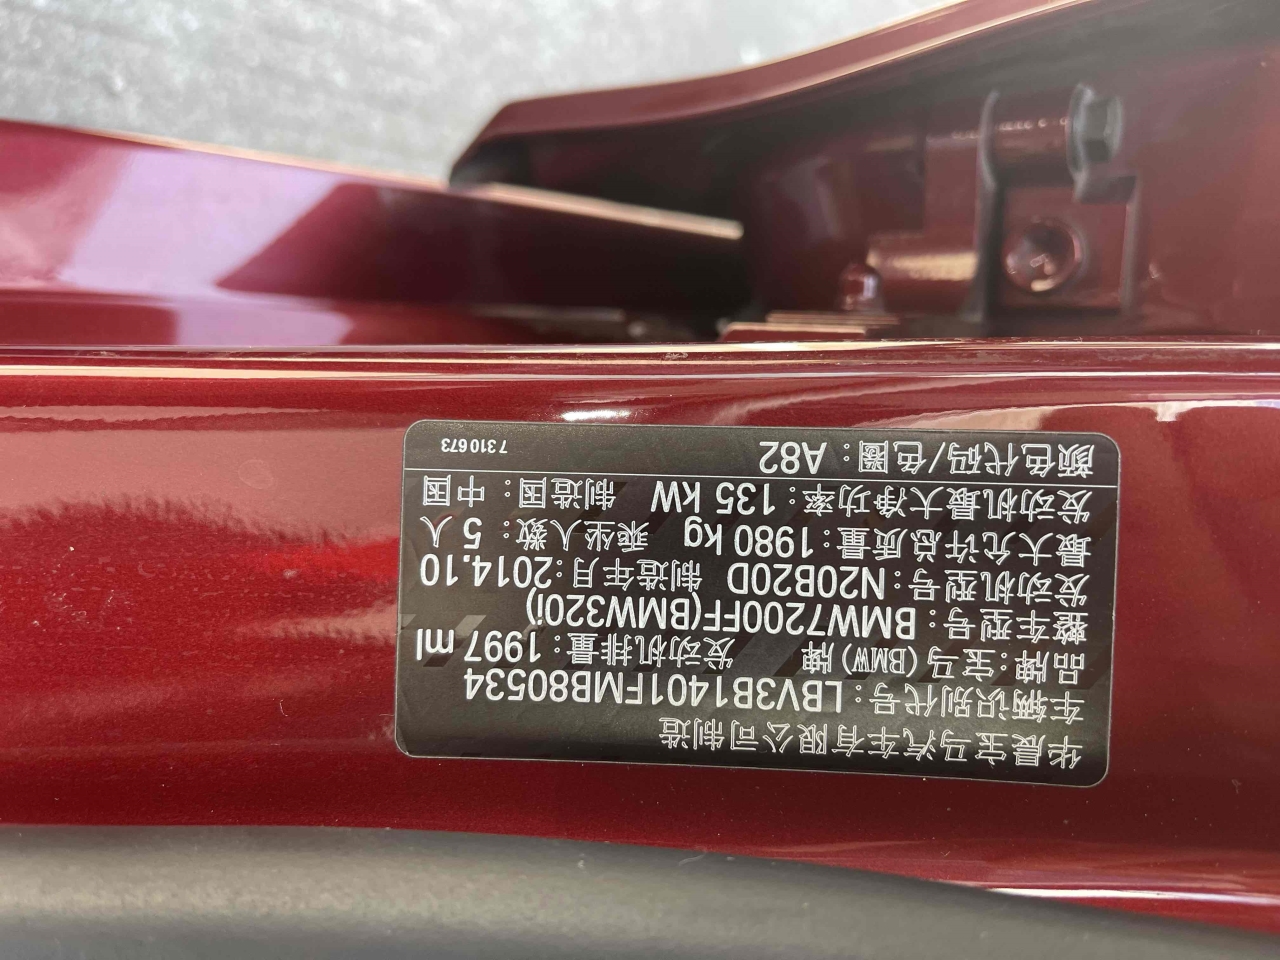 华晨宝马汽车有限公司制造
车辆识别代号：LBV3B1401FMB80534
品牌：宝马(BMW)牌 发动机排量：1997 ml
整车型号：BMW7200FF(BMW320i)
发动机型号：N20B20D 制造年月：2014.10
最大允许总质量：1980 kg 乘坐人数：5 人
发动机最大净功率：135 kW 制造国：中国
颜色代码/色圈：A82 7310673